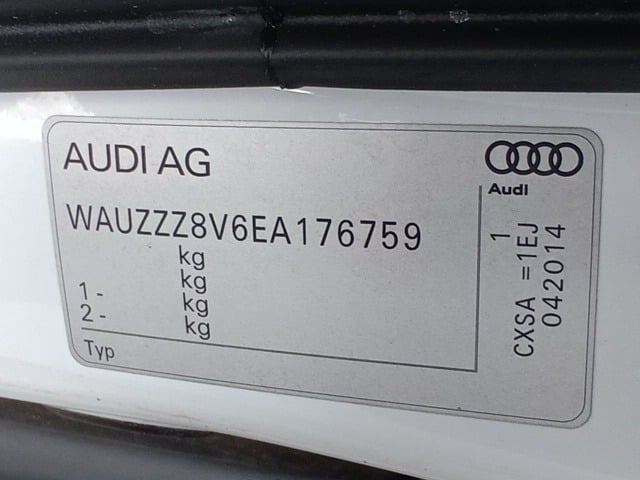 AUDI AG
Audi
WAUZZZ8V6EA176759
kg
kg
1 - kg
2 - kg
Typ
1
CXSA =1EJ
042014